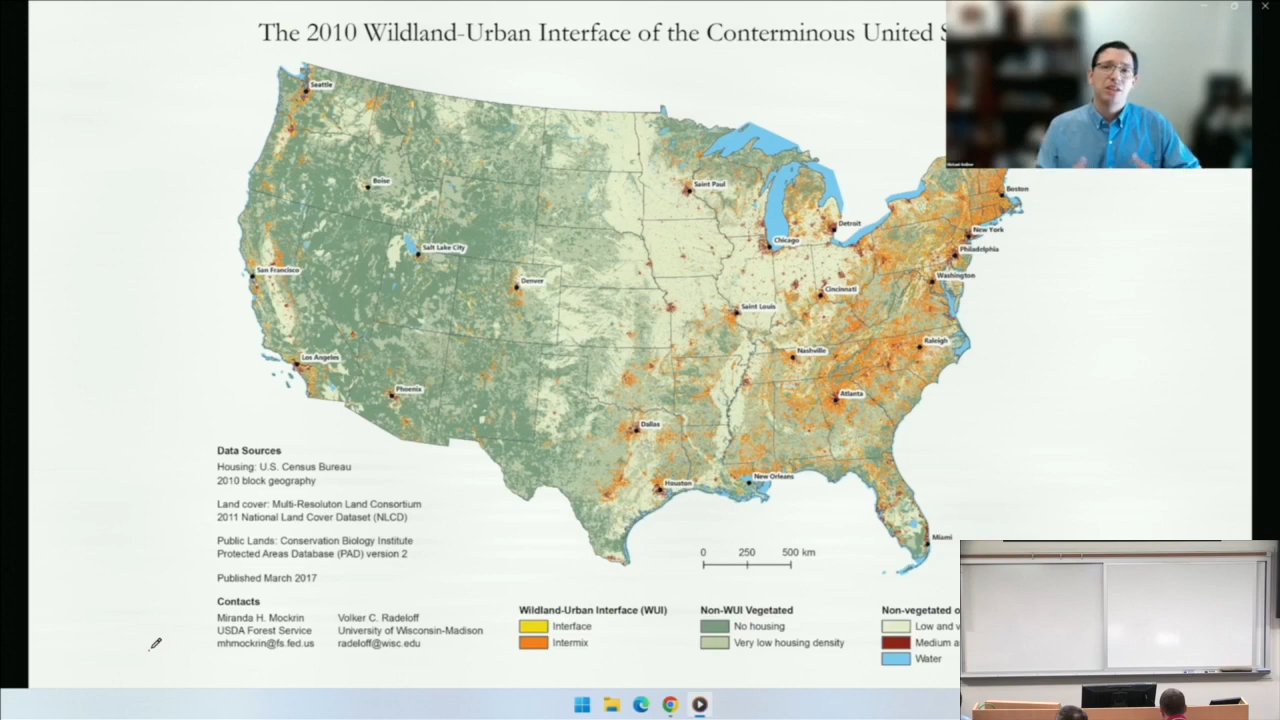 The 2010 Wildland-Urban Interface of the Conterminous United
Seattle
Boise
Saint Paul
Boston
Detroit
New York
Chicago
Salt Lake City
Philadelphia
San Francisco
Washington
Denver
Cincinnati
Saint Louis
Raleigh
Nashville
Los Angeles
Phoenix
Atlanta
Dallas
New Orleans
Houston
Miami
Data Sources
Housing: U.S. Census Bureau
2010 block geography
Land cover: Multi-Resoluton Land Consortium
2011 National Land Cover Dataset (NLCD)
Public Lands: Conservation Biology Institute
Protected Areas Database (PAD) version 2
Published March 2017
0 250 500 km
Contacts
Miranda H. Mockrin
USDA Forest Service
mhmockrin@fs.fed.us
Volker C. Radeloff
University of Wisconsin-Madison
radeloff@wisc.edu
Wildland-Urban Interface (WUI)
Interface
Intermix
Non-WUI Vegetated
No housing
Very low housing density
Non-vegetated
Low and
Medium
Water